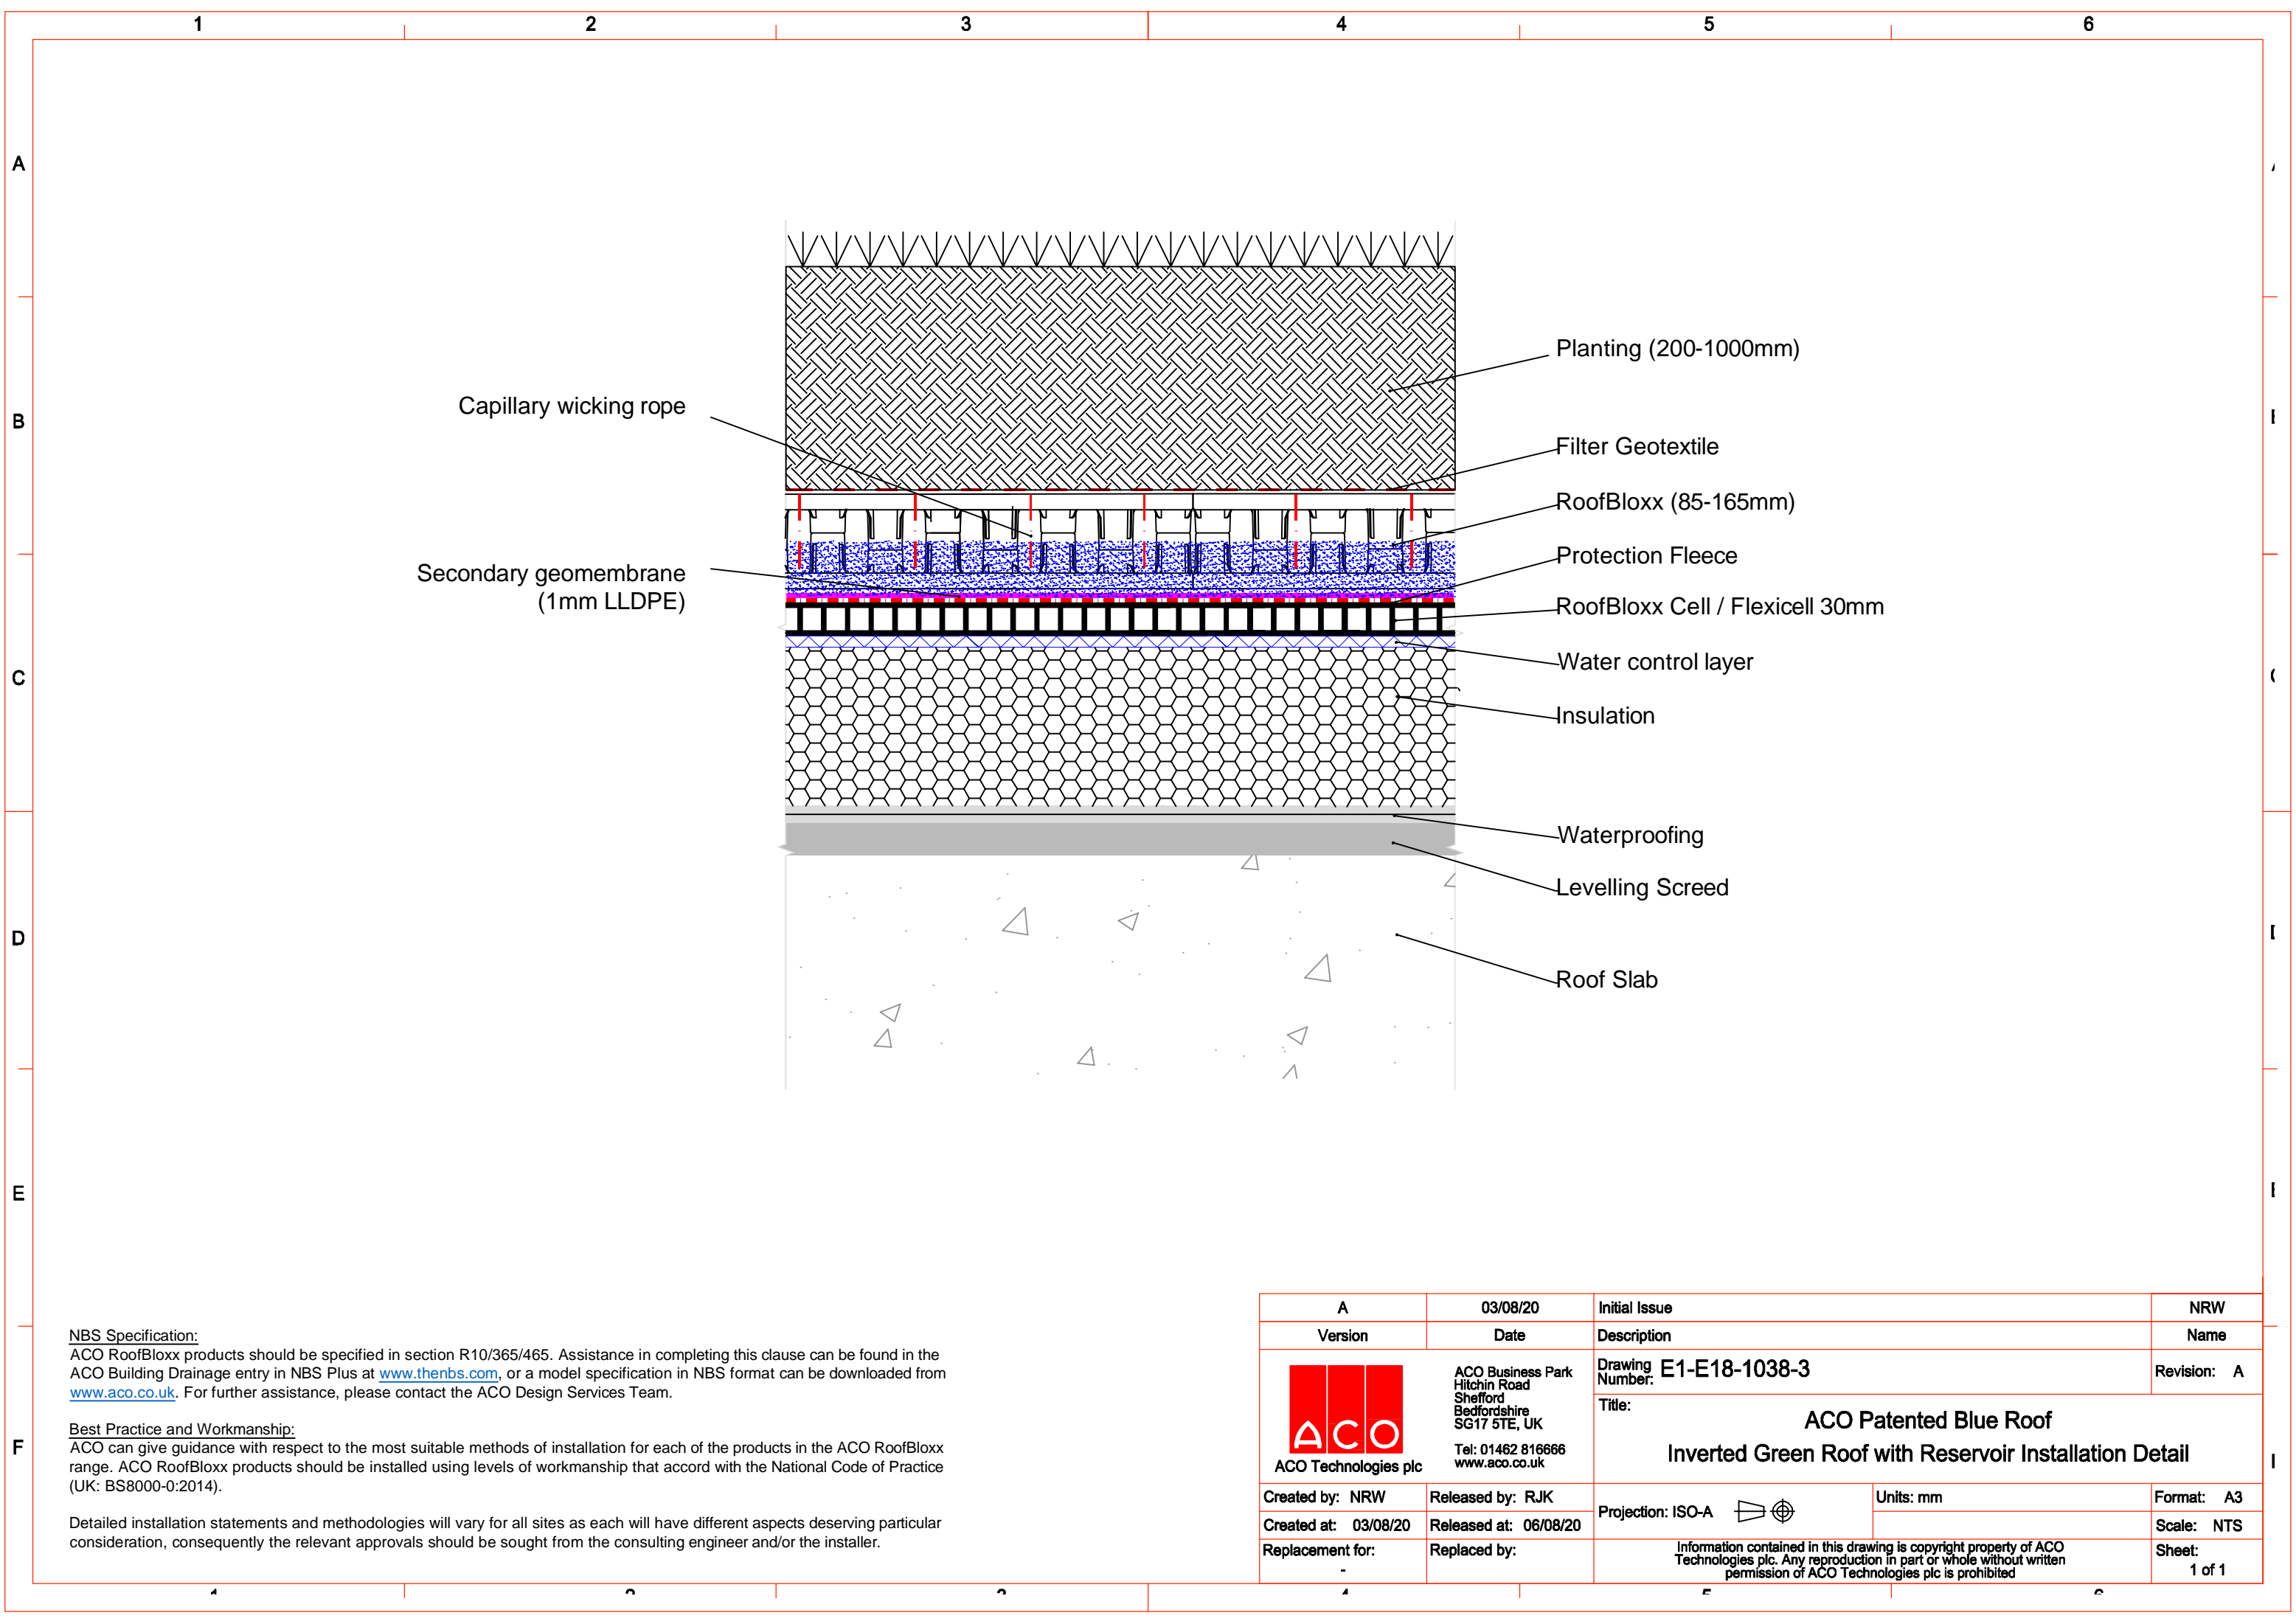 1 2 3 4 5 6
A
B
C
D
E
F
Planting (200-1000mm)
Capillary wicking rope
Filter Geotextile
RoofBloxx (85-165mm)
Protection Fleece
Secondary geomembrane
(1mm LLDPE)
RoofBloxx Cell / Flexicell 30mm
Water control layer
Insulation
Waterproofing
Levelling Screed
Roof Slab
NBS Specification:
ACO RoofBloxx products should be specified in section R10/365/465. Assistance in completing this clause can be found in the
ACO Building Drainage entry in NBS Plus at www.thenbs.com, or a model specification in NBS format can be downloaded from
www.aco.co.uk. For further assistance, please contact the ACO Design Services Team.
Best Practice and Workmanship:
ACO can give guidance with respect to the most suitable methods of installation for each of the products in the ACO RoofBloxx
range. ACO RoofBloxx products should be installed using levels of workmanship that accord with the National Code of Practice
(UK: BS8000-0:2014).
Detailed installation statements and methodologies will vary for all sites as each will have different aspects deserving particular
consideration, consequently the relevant approvals should be sought from the consulting engineer and/or the installer.
A 03/08/20 Initial Issue NRW
Version Date Description Name
ACO
ACO Technologies plc
ACO Business Park
Hitchin Road
Shefford
Bedfordshire
SG17 5TE, UK
Tel: 01462 816666
www.aco.co.uk
Drawing
Number: E1-E18-1038-3
Revision: A
Title:
ACO Patented Blue Roof
Inverted Green Roof with Reservoir Installation Detail
Created by: NRW Released by: RJK
Created at: 03/08/20 Released at: 06/08/20
Replacement for: Replaced by:
-
Projection: ISO-A
Units: mm
Format: A3
Scale: NTS
Information contained in this drawing is copyright property of ACO
Technologies plc. Any reproduction in part or whole without written
permission of ACO Technologies plc is prohibited
Sheet:
1 of 1